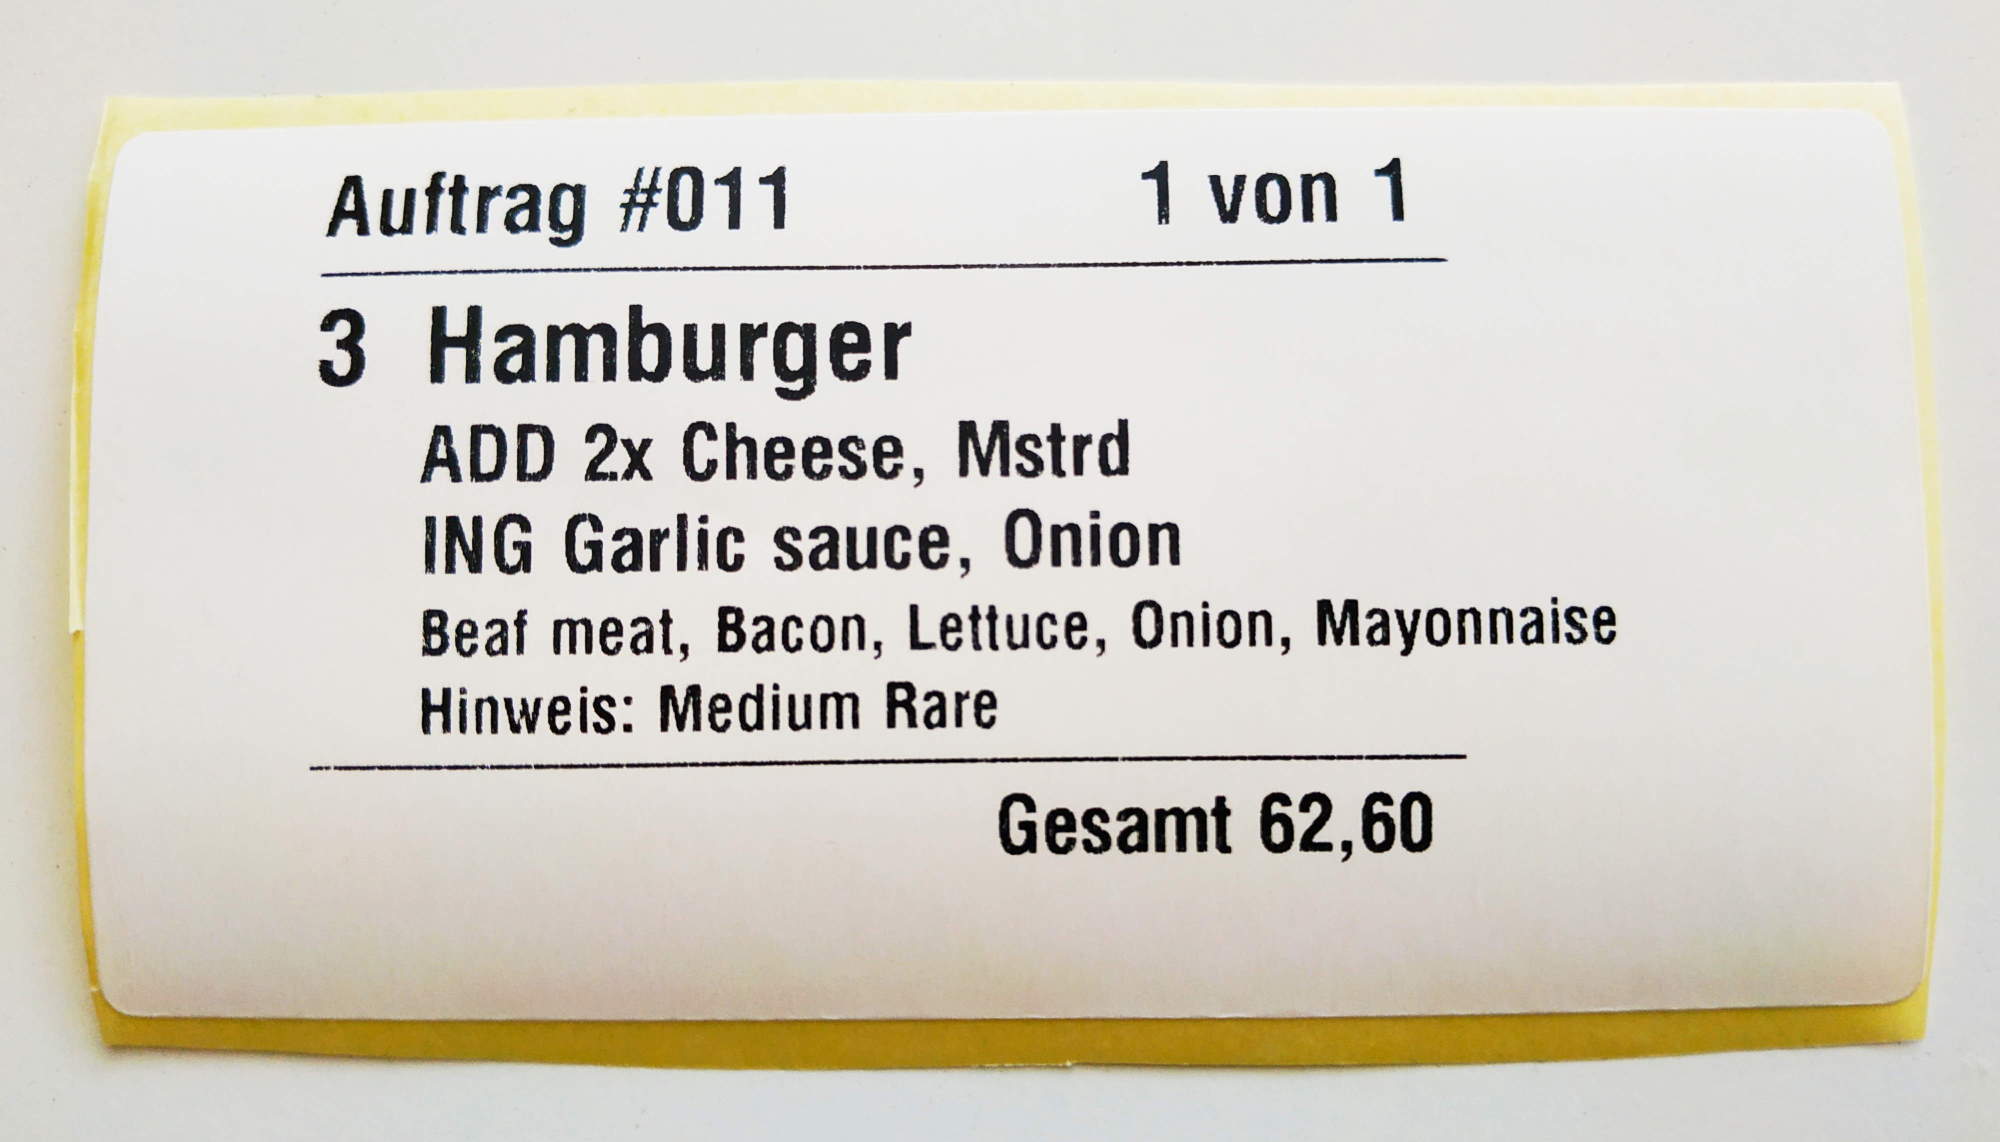 Auftrag #011 1 von 1
3 Hamburger
ADD 2x Cheese, Mstrd
ING Garlic sauce, Onion
Beaf meat, Bacon, Lettuce, Onion, Mayonnaise
Hinweis: Medium Rare
Gesamt 62,60